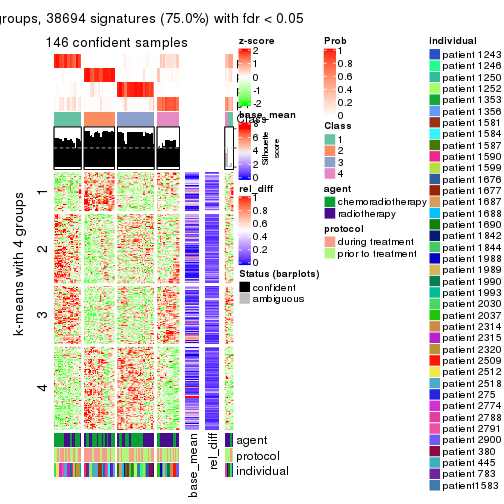 groups, 38694 signatures (75.0%) with fdr < 0.05
146 confident samples
k-means with 4 groups
1
2
3
4
p
Class
1
0
Silhouette
score
agent
protocol
individual
base_mean
rel_diff
z-score
2
1
0
-1
-2
base_mean
8
6
4
2
0
rel_diff
1
0.8
0.6
0.4
0.2
0
Status (barplots)
confident
ambiguous
Prob
1
0.8
0.6
0.4
0.2
0
Class
1
2
3
4
agent
chemoradiotherapy
radiotherapy
protocol
during treatment
prior to treatment
individual
patient 1243
patient 1246
patient 1250
patient 1252
patient 1353
patient 1356
patient 1581
patient 1584
patient 1587
patient 1590
patient 1599
patient 1676
patient 1677
patient 1687
patient 1688
patient 1690
patient 1842
patient 1844
patient 1988
patient 1989
patient 1990
patient 1993
patient 2030
patient 2037
patient 2314
patient 2315
patient 2320
patient 2509
patient 2512
patient 2518
patient 275
patient 2774
patient 2788
patient 2791
patient 2900
patient 380
patient 445
patient 783
patient1583